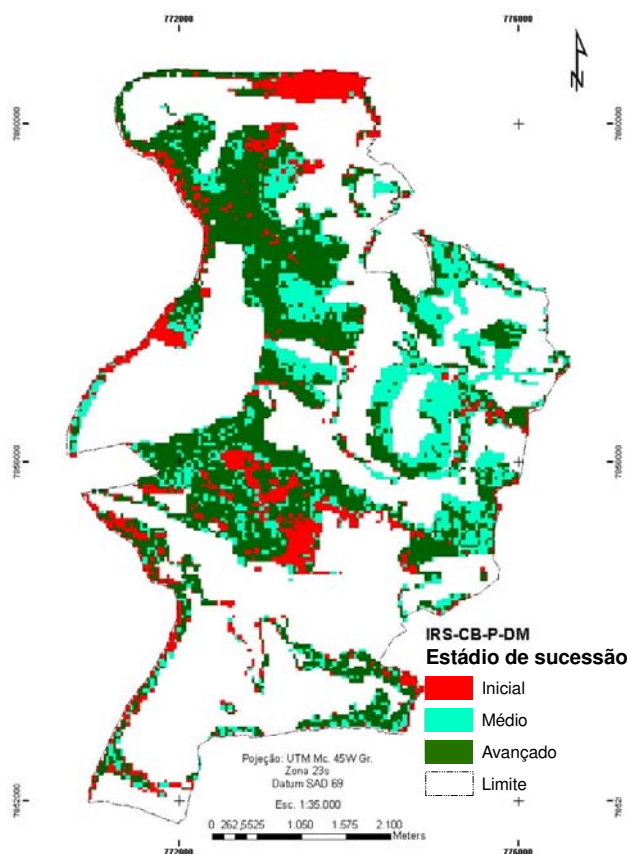 772000 776000
N
7860000 7860000
7856000 7856000
IRS-CB-P-DM
Estádio de sucessão
Inicial
Médio
Avançado
Limite
Pojeção: UTM Mc. 45W Gr.
Zona 23s
Datum SAD 69
Esc. 1:35.000
7852000
0 262,5525 1.050 1.575 2.100
Meters
772000 776000